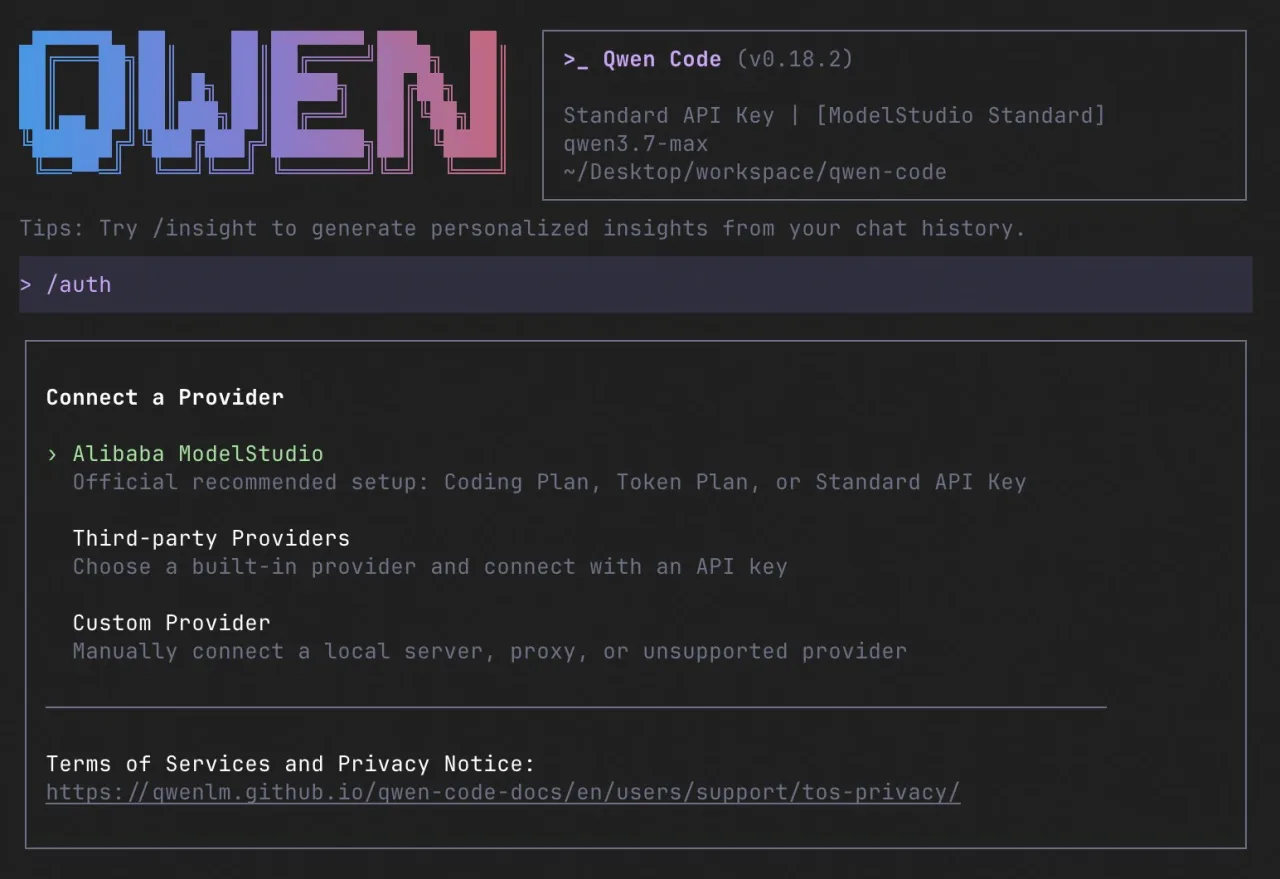 QWEN
>_ Qwen Code (v0.18.2)
Standard API Key | [ModelStudio Standard]
qwen3.7-max
~/Desktop/workspace/qwen-code
Tips: Try /insight to generate personalized insights from your chat history.
> /auth
Connect a Provider
› Alibaba ModelStudio
Official recommended setup: Coding Plan, Token Plan, or Standard API Key
Third-party Providers
Choose a built-in provider and connect with an API key
Custom Provider
Manually connect a local server, proxy, or unsupported provider
Terms of Services and Privacy Notice:
https://qwenlm.github.io/qwen-code-docs/en/users/support/tos-privacy/